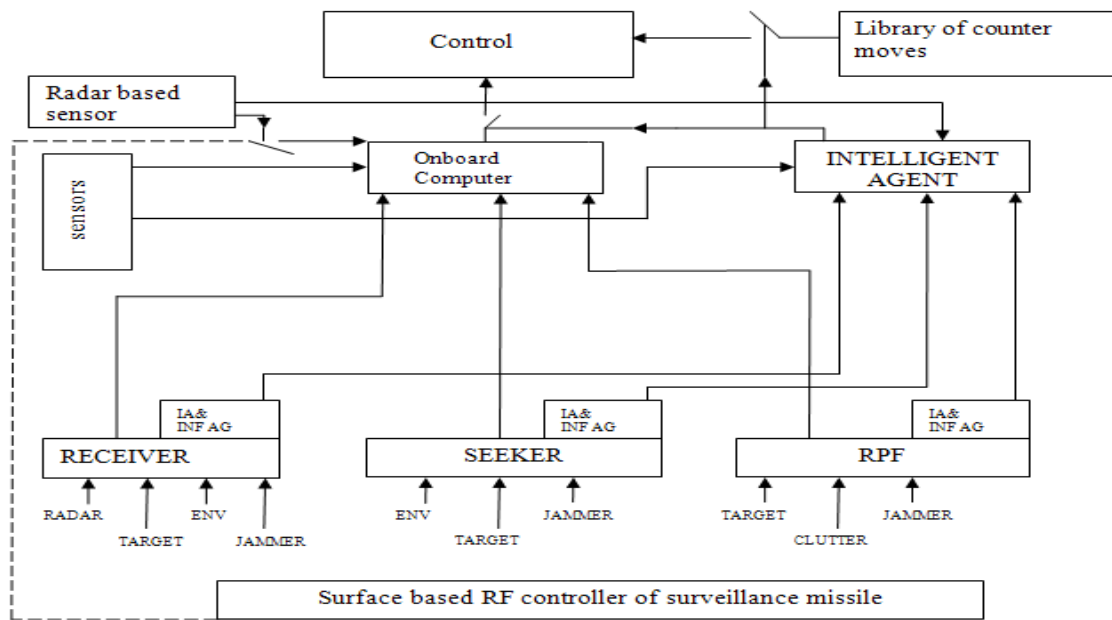 Control
Library of counter
moves
Radar based
sensor
Onboard
Computer
INTELLIGENT
AGENT
sensors
IA&
INF AG
IA&
INF AG
IA&
INF AG
RECEIVER
SEEKER
RPF
RADAR
ENV
TARGET
JAMMER
ENV
JAMMER
TARGET
TARGET
JAMMER
CLUTTER
Surface based RF controller of surveillance missile